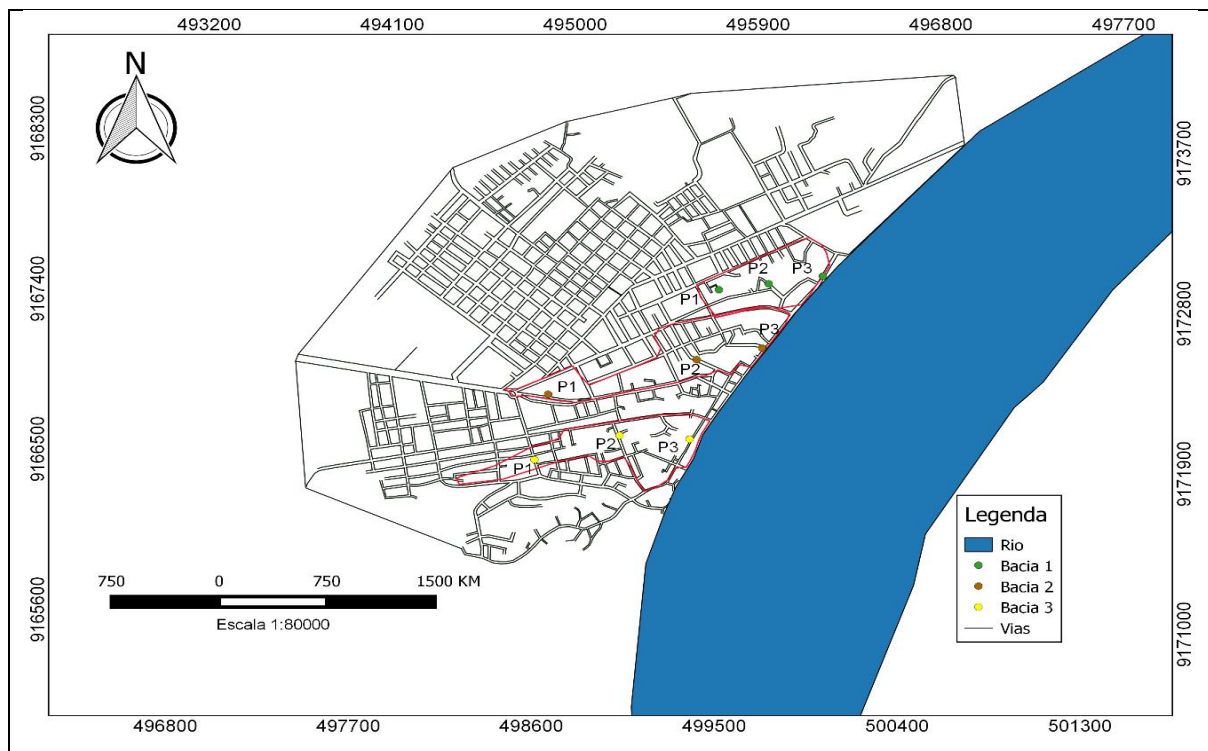 493200 494100 495000 495900 496800 497700
N
9168300
9173700
9167400
9172800
P2 P3
P1
P3
P2
P1
9166500
9171900
P2 P3
P1
Legenda
Rio
Bacia 1
Bacia 2
Bacia 3
Vias
750 0 750 1500 KM
Escala 1:80000
9165600
9171000
496800 497700 498600 499500 500400 501300